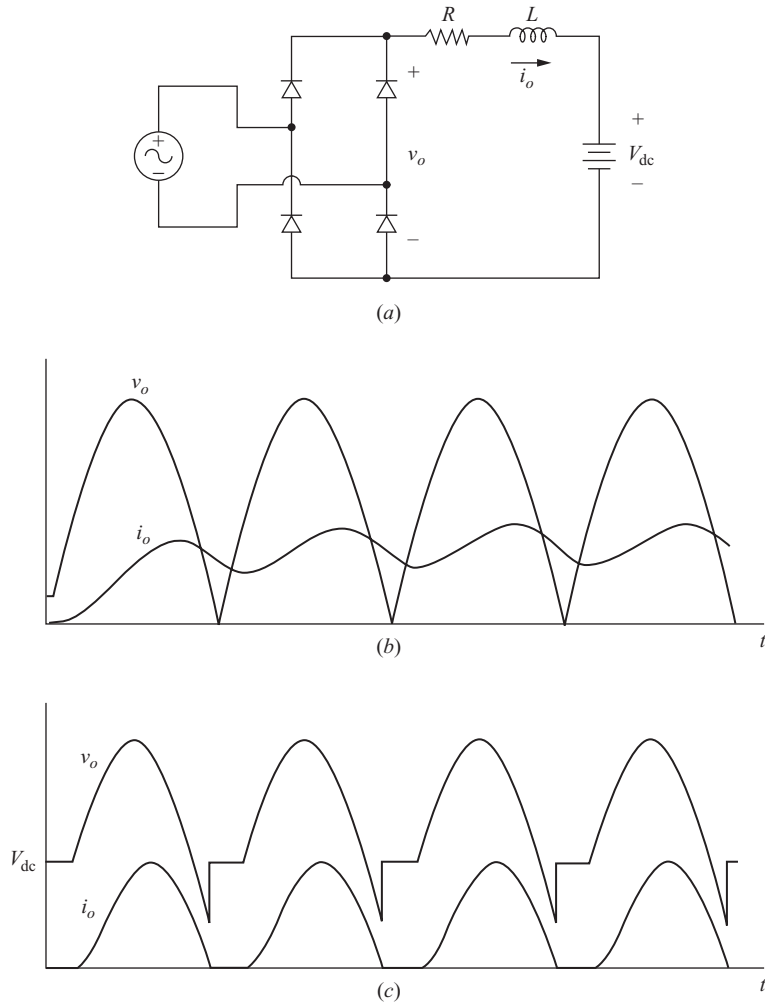 R
L
+
i_o
+
+
v_o
V_dc
−
−
−
(a)
v_o
i_o
t
(b)
v_o
V_dc
i_o
t
(c)